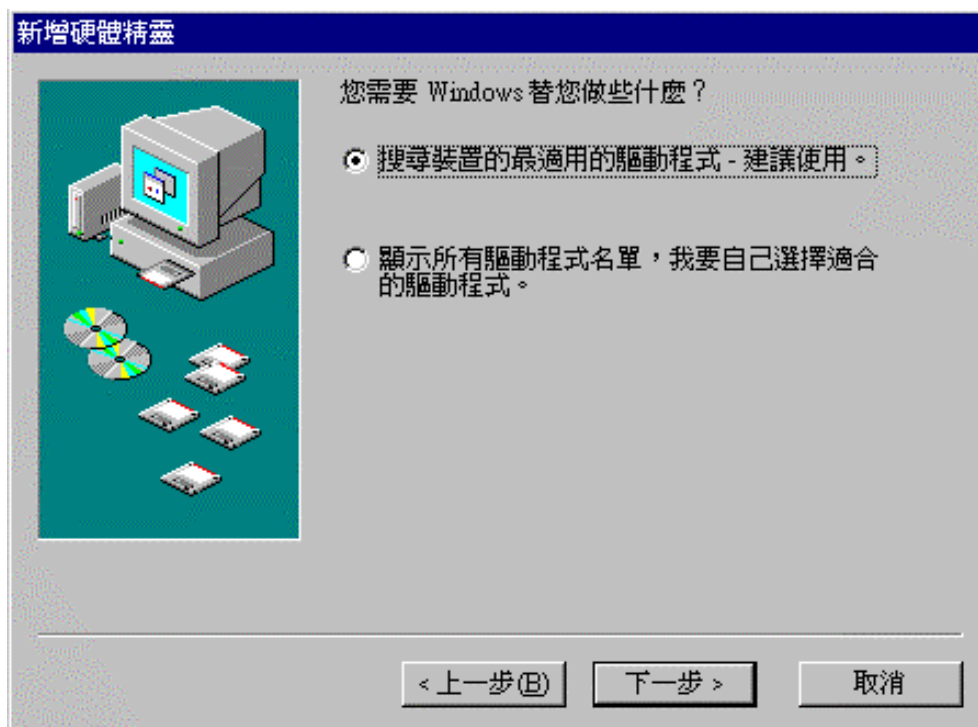 新增硬體精靈
您需要 Windows 替您做些什麼？
搜尋裝置的最適用的驅動程式 - 建議使用。
顯示所有驅動程式名單，我要自己選擇適合
的驅動程式。
< 上一步(B)
下一步 >
取消